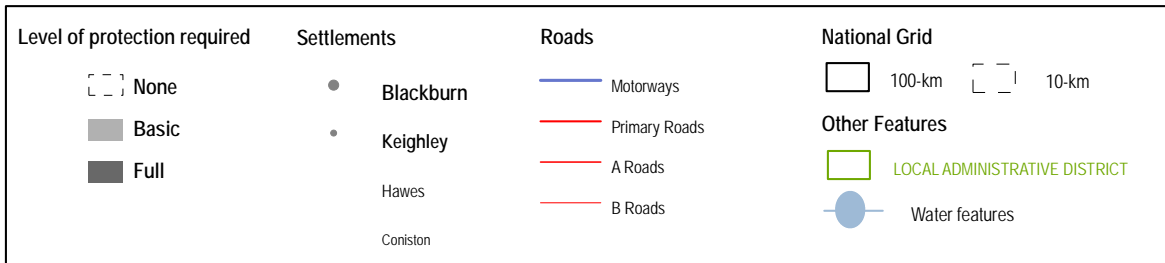 Level of protection required
None
Basic
Full
Settlements
Blackburn
Keighley
Hawes
Coniston
Roads
Motorways
Primary Roads
A Roads
B Roads
National Grid
100-km
10-km
Other Features
LOCAL ADMINISTRATIVE DISTRICT
Water features